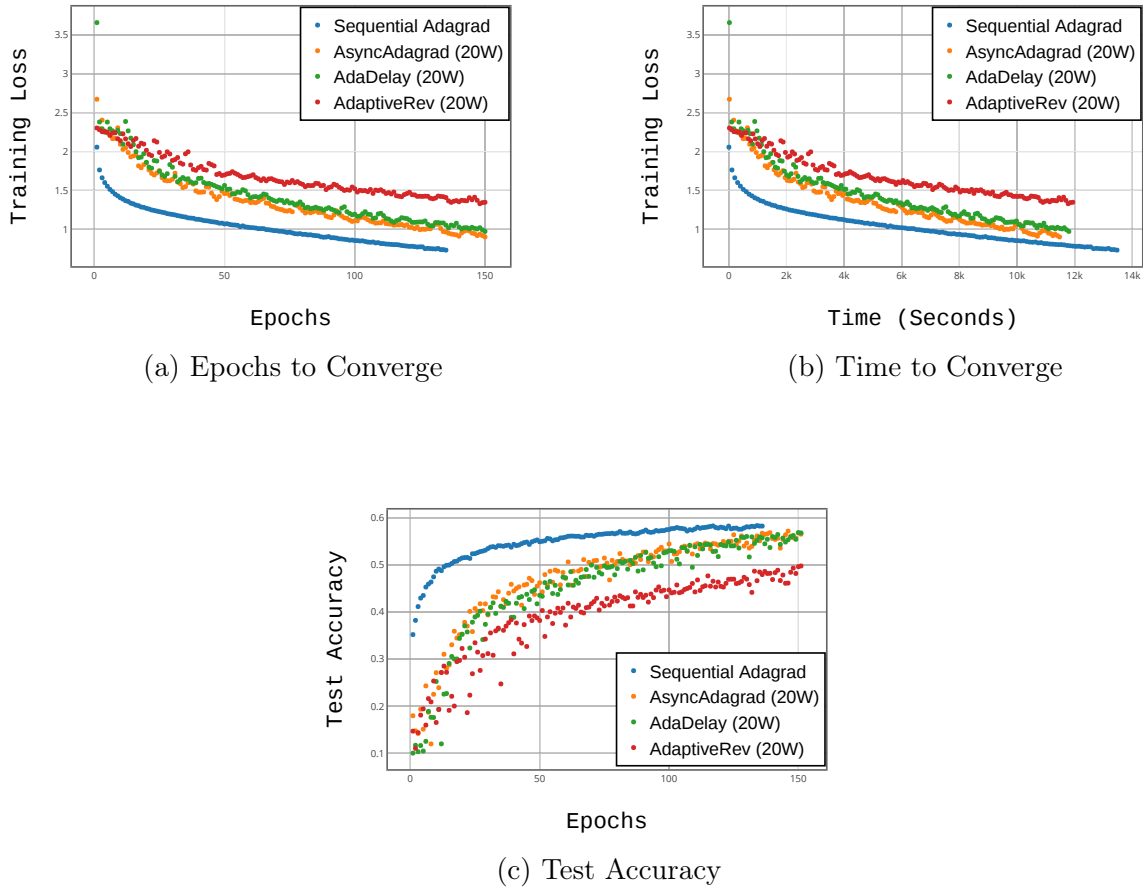 Training Loss
3.5
3
2.5
2
1.5
1
0
50
100
150
Sequential Adagrad
AsyncAdagrad (20W)
AdaDelay (20W)
AdaptiveRev (20W)
Epochs
(a) Epochs to Converge
Training Loss
3.5
3
2.5
2
1.5
1
0
2k
4k
6k
8k
10k
12k
14k
Sequential Adagrad
AsyncAdagrad (20W)
AdaDelay (20W)
AdaptiveRev (20W)
Time (Seconds)
(b) Time to Converge
Test Accuracy
0.6
0.5
0.4
0.3
0.2
0.1
0
50
100
150
Sequential Adagrad
AsyncAdagrad (20W)
AdaDelay (20W)
AdaptiveRev (20W)
Epochs
(c) Test Accuracy